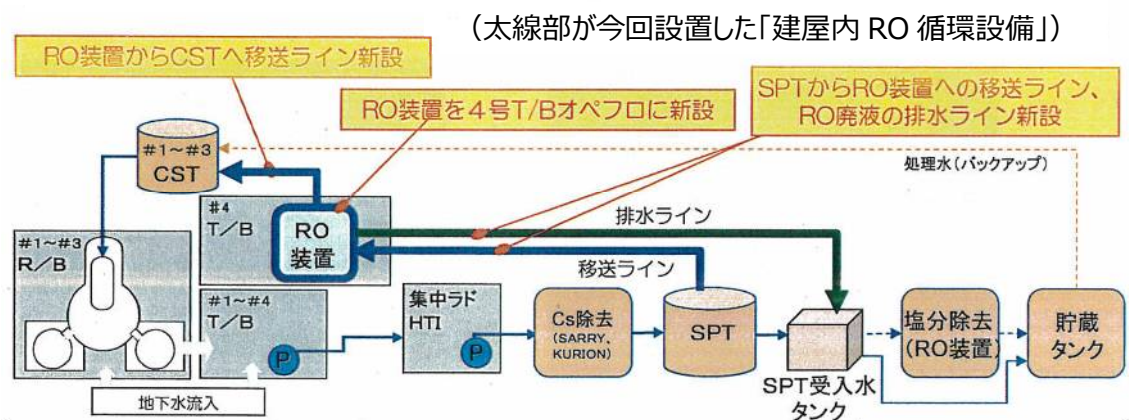 (太線部が今回設置した「建屋内 RO 循環設備」)
RO装置からCSTへ移送ライン新設
RO装置を4号T/Bオペフロに新設
SPTからRO装置への移送ライン、
RO廃液の排水ライン新設
#1~#3
CST
処理水(バックアップ)
#4
T/B
RO
装置
排水ライン
移送ライン
#1~#3
R/B
#1~#4
T/B
P
集中ラド
HTI
P
Cs除去
(SARRY、
KURION)
SPT
SPT受入水
タンク
塩分除去
(RO装置)
貯蔵
タンク
地下水流入